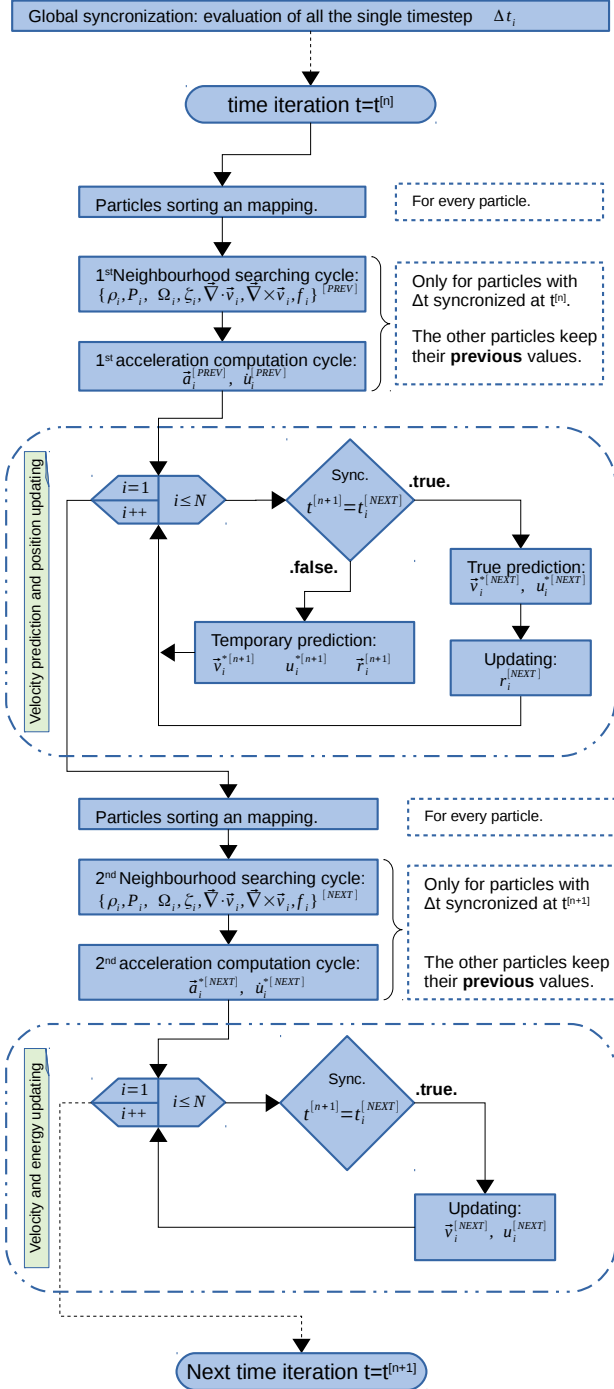 Global syncronization: evaluation of all the single timestep Δt_i
time iteration t=t^[n]
Particles sorting an mapping.
For every particle.
1st Neighbourhood searching cycle:
{ρ_i, P_i, Ω_i, ζ_i, ∇⃗·v⃗_i, ∇⃗×v⃗_i, f_i}^[PREV]
Only for particles with
Δt syncronized at t^[n].
The other particles keep
their previous values.
1st acceleration computation cycle:
a⃗_i^[PREV], u̇_i^[PREV]
Velocity prediction and position updating
i=1
i++
i≤N
Sync.
t^[n+1]=t_i^[NEXT]
.true.
.false.
True prediction:
v⃗_i^*[NEXT], u_i^*[NEXT]
Temporary prediction:
v⃗_i^*[n+1] u_i^*[n+1] r⃗_i^[n+1]
Updating:
r_i^[NEXT]
Particles sorting an mapping.
For every particle.
2nd Neighbourhood searching cycle:
{ρ_i, P_i, Ω_i, ζ_i, ∇⃗·v⃗_i, ∇⃗×v⃗_i, f_i}^[NEXT]
Only for particles with
Δt syncronized at t^[n+1]
The other particles keep
their previous values.
2nd acceleration computation cycle:
a⃗_i^*[NEXT], u̇_i^*[NEXT]
Velocity and energy updating
i=1
i++
i≤N
Sync.
t^[n+1]=t_i^[NEXT]
.true.
Updating:
v⃗_i^[NEXT], u_i^[NEXT]
Next time iteration t=t^[n+1]